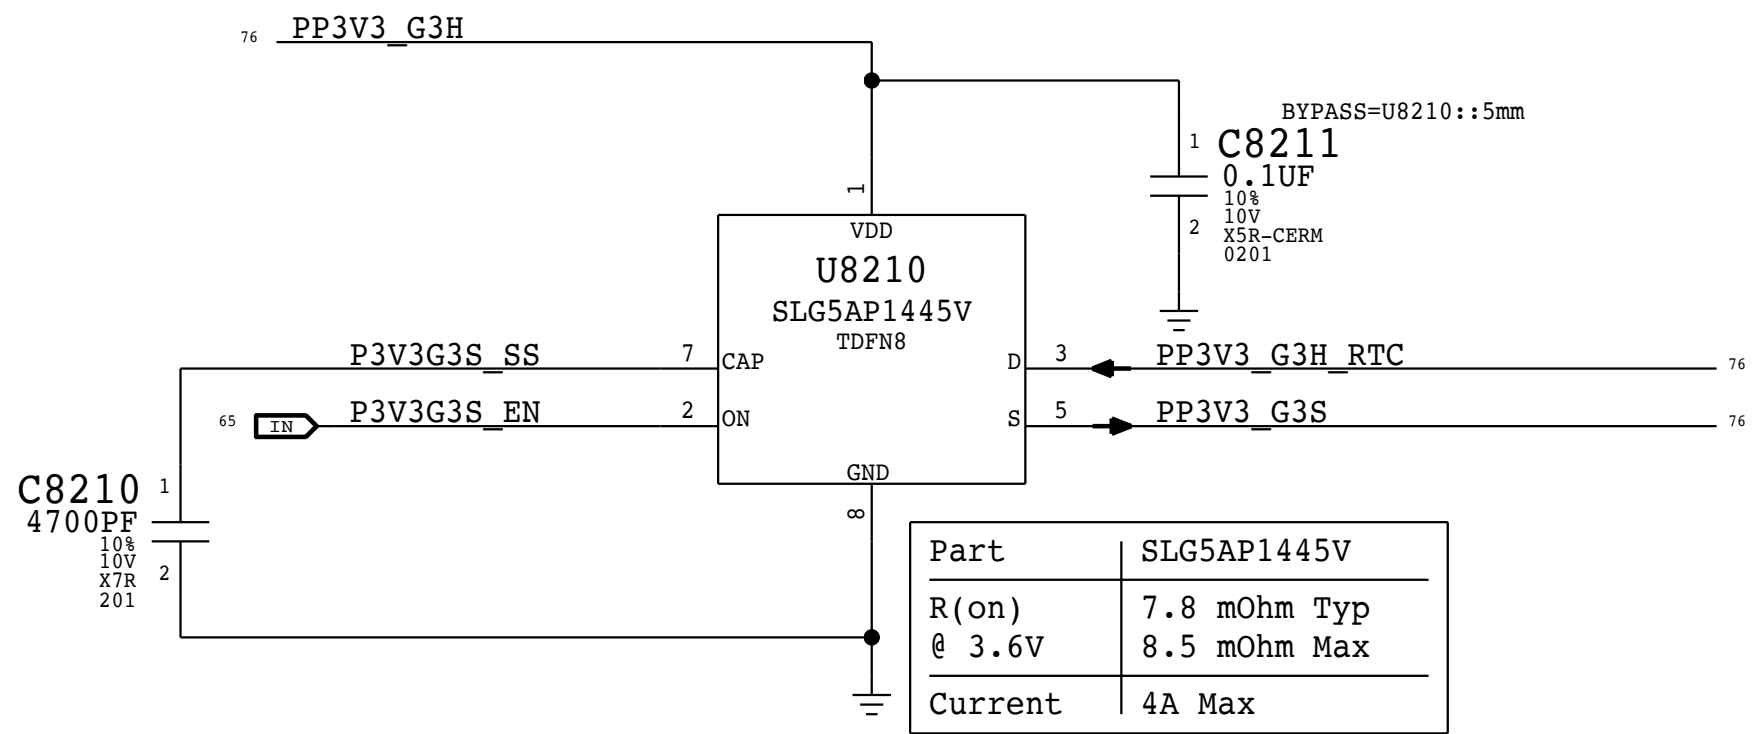 76 PP3V3_G3H
BYPASS=U8210::5mm
1 C8211
0.1UF
10%
10V
2
X5R-CERM
0201
1
VDD
U8210
SLG5AP1445V
TDFN8
P3V3G3S_SS 7 CAP
D 3 PP3V3_G3H_RTC 76
65 IN P3V3G3S_EN 2 ON
S 5 PP3V3_G3S 76
GND
8
C8210 1
4700PF
10%
10V
X7R 2
201
Part SLG5AP1445V
R(on) 7.8 mOhm Typ
@ 3.6V 8.5 mOhm Max
Current 4A Max